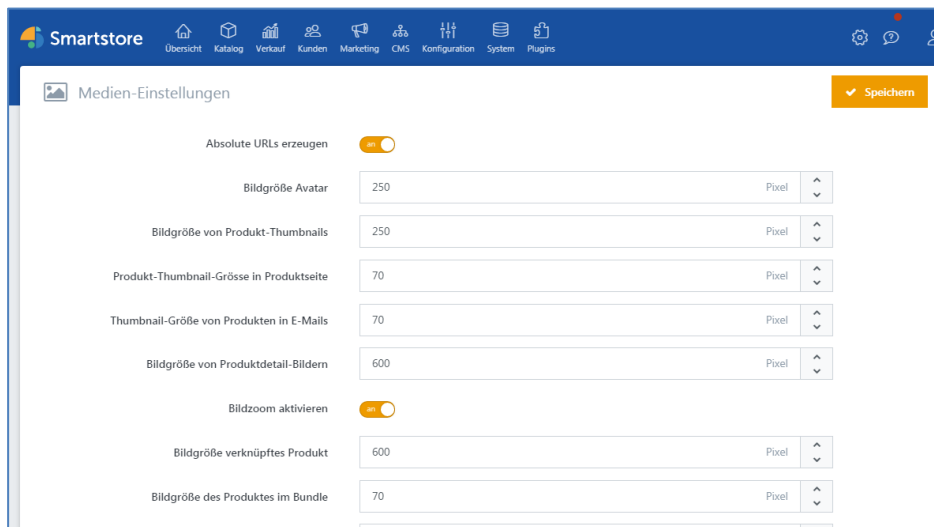 Smartstore
Übersicht Katalog Verkauf Kunden Marketing CMS Konfiguration System Plugins
Medien-Einstellungen
Speichern
Absolute URLs erzeugen an
Bildgröße Avatar 250 Pixel
Bildgröße von Produkt-Thumbnails 250 Pixel
Produkt-Thumbnail-Grösse in Produktseite 70 Pixel
Thumbnail-Größe von Produkten in E-Mails 70 Pixel
Bildgröße von Produktdetail-Bildern 600 Pixel
Bildzoom aktivieren an
Bildgröße verknüpftes Produkt 600 Pixel
Bildgröße des Produktes im Bundle 70 Pixel